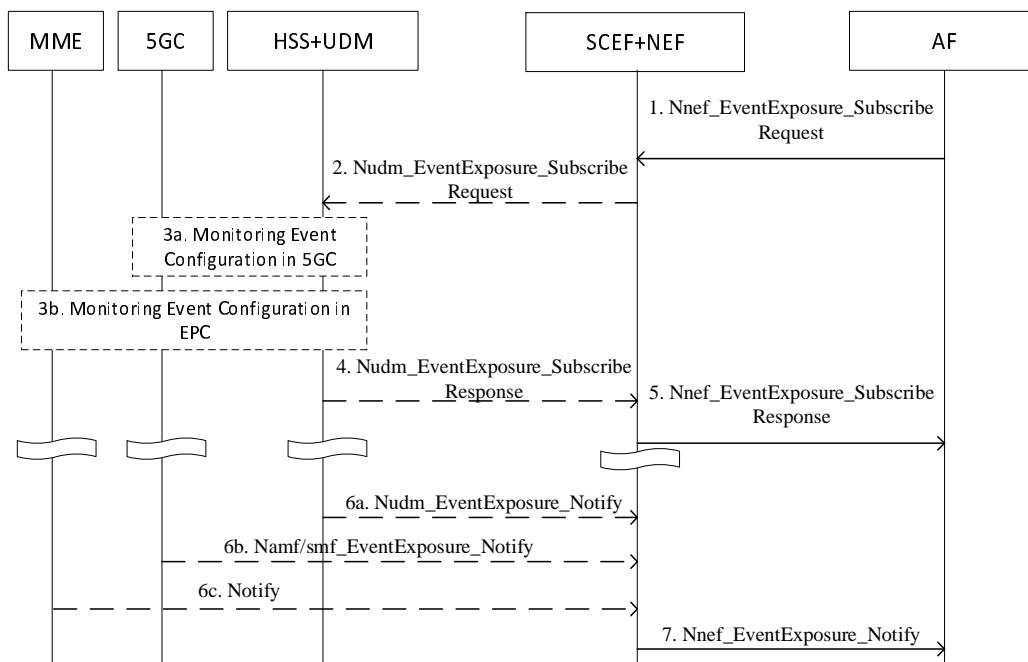 MME
5GC
HSS+UDM
SCEF+NEF
AF
1. Nnef_EventExposure_Subscribe
Request
2. Nudm_EventExposure_Subscribe
Request
3a. Monitoring Event
Configuration in 5GC
3b. Monitoring Event Configuration in
EPC
4. Nudm_EventExposure_Subscribe
Response
5. Nnef_EventExposure_Subscribe
Response
6a. Nudm_EventExposure_Notify
6b. Namf/smf_EventExposure_Notify
6c. Notify
7. Nnef_EventExposure_Notify